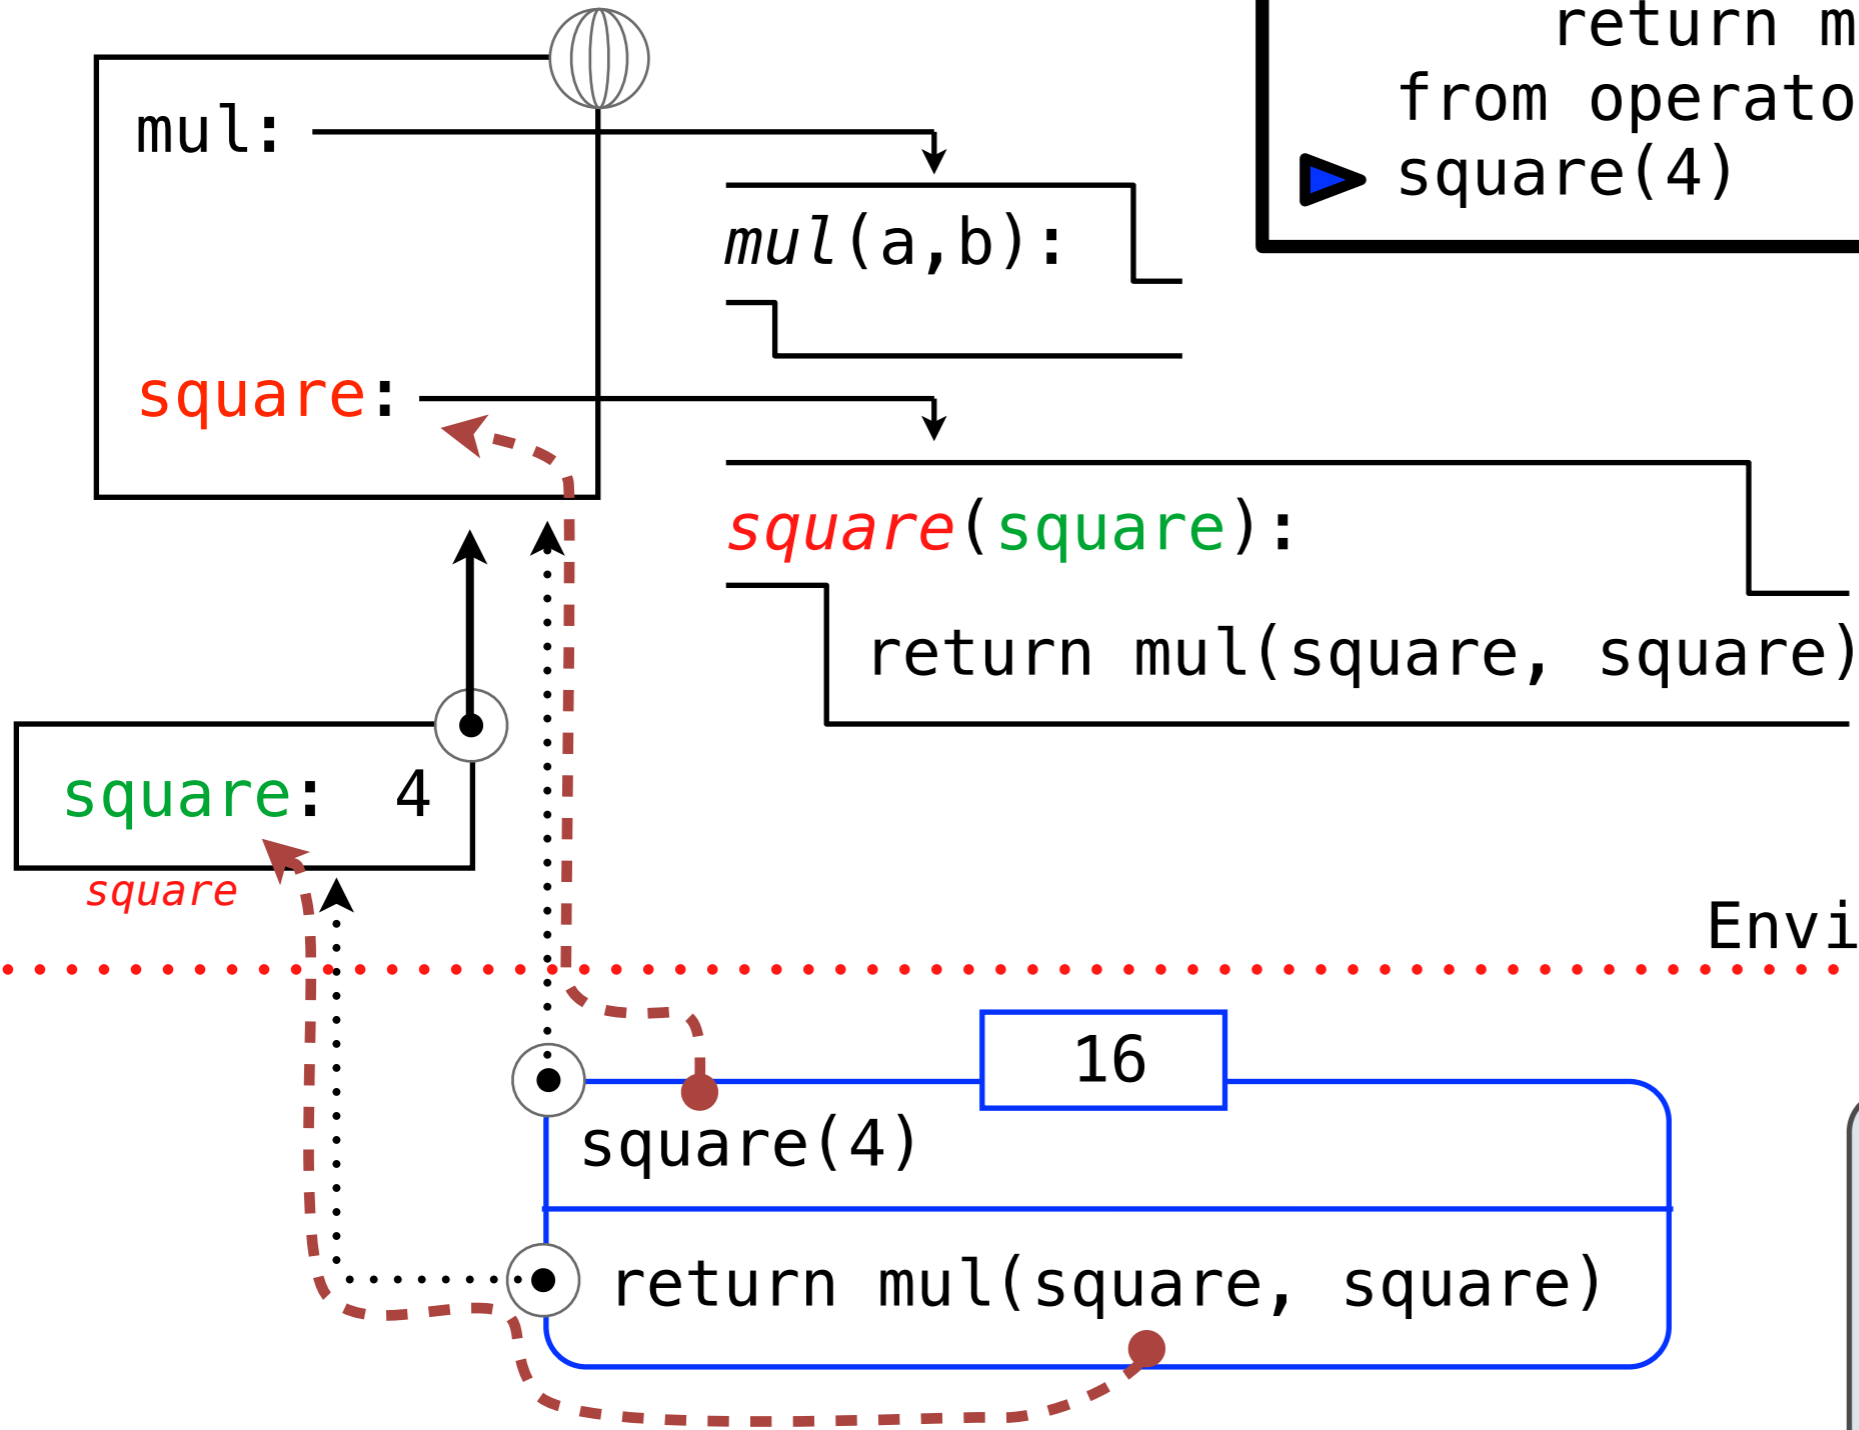 return m
from operato
square(4)
mul:
mul(a,b):
square:
square(square):
return mul(square, square)
square: 4
square
Envi
16
square(4)
return mul(square, square)